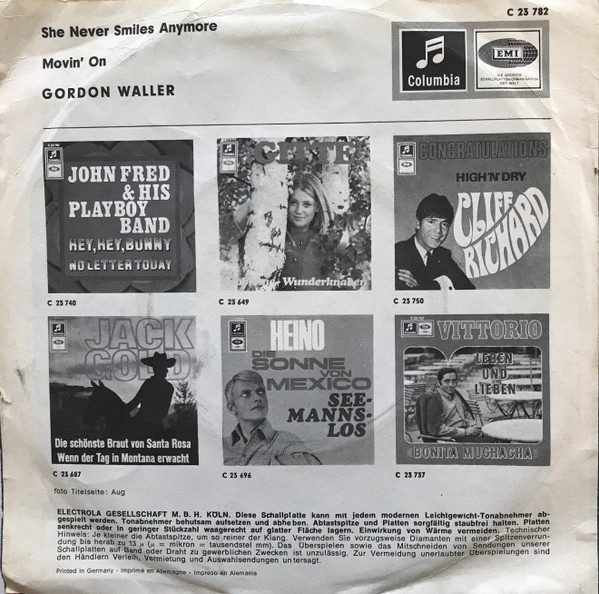 C 23 782
She Never Smiles Anymore
Movin' On
GORDON WALLER
Columbia
EMI
DIE GRÖSSTE
SCHALLPLATTEN-ORGANISATION
DER WELT
JOHN FRED
& HIS
PLAYBOY
BAND
HEY, HEY, BUNNY
NO LETTER TODAY
C 23 740
GITTE
Wunderknaben
C 23 649
CONGRATULATIONS
HIGH 'N' DRY
CLIFF
RICHARD
C 23 750
JACK
GOLD
Die schönste Braut von Santa Rosa
Wenn der Tag in Montana erwacht
C 23 687
HEINO
DIE
SONNE
VON
MEXICO
SEE-
MANNS-
LOS
C 23 696
VITTORIO
LEBEN
UND
LIEBEN
BONITA MUCHACHA
C 23 737
foto Titelseite: Aug
ELECTROLA GESELLSCHAFT M. B. H. KÖLN. Diese Schallplatte kann mit jedem modernen Leichtgewicht-Tonabnehmer ab-
gespielt werden. Tonabnehmer behutsam aufsetzen und abheben. Abtastspitze und Platten sorgfältig staubfrei halten. Platten
senkrecht oder in geringer Stückzahl waagerecht auf glatter Fläche lagern. Einwirkung von Wärme vermeiden. Technischer
Hinweis: Je kleiner die Abtastspitze, um so reiner der Klang. Verwenden Sie vorzugsweise Diamanten mit einer Spitzenverrun-
dung bis herab zu 13 µ (µ = mikron = tausendstel mm). Das Überspielen sowie das Mitschneiden von Sendungen unserer
Schallplatten auf Band oder Draht zu gewerblichen Zwecken ist unzulässig. Zur Vermeidung unerlaubter Überspielungen sind
den Händlern Verleih, Vermietung und Auswahlsendungen untersagt.
Printed in Germany - Imprimé en Allemagne - Impreso en Alemania